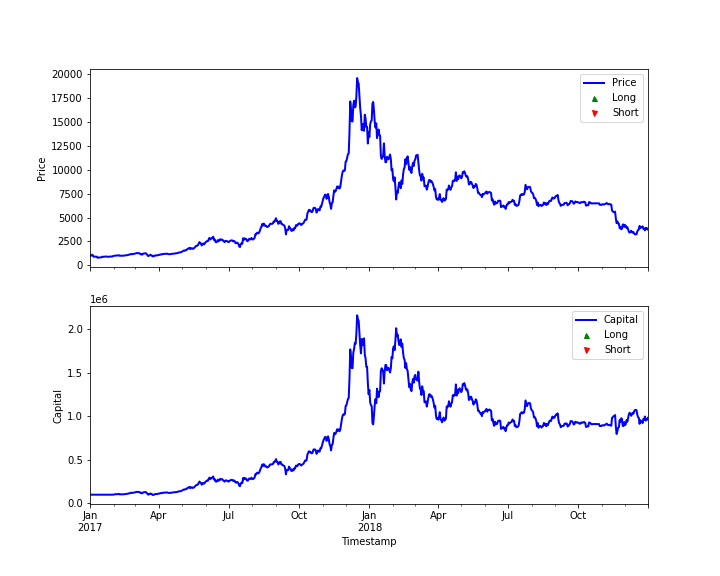 20000
17500
15000
12500
10000
7500
5000
2500
0
Price
Price
Long
Short
1e6
2.0
1.5
1.0
0.5
0.0
Capital
Capital
Long
Short
Jan Apr Jul Oct Jan Apr Jul Oct
2017 2018
Timestamp